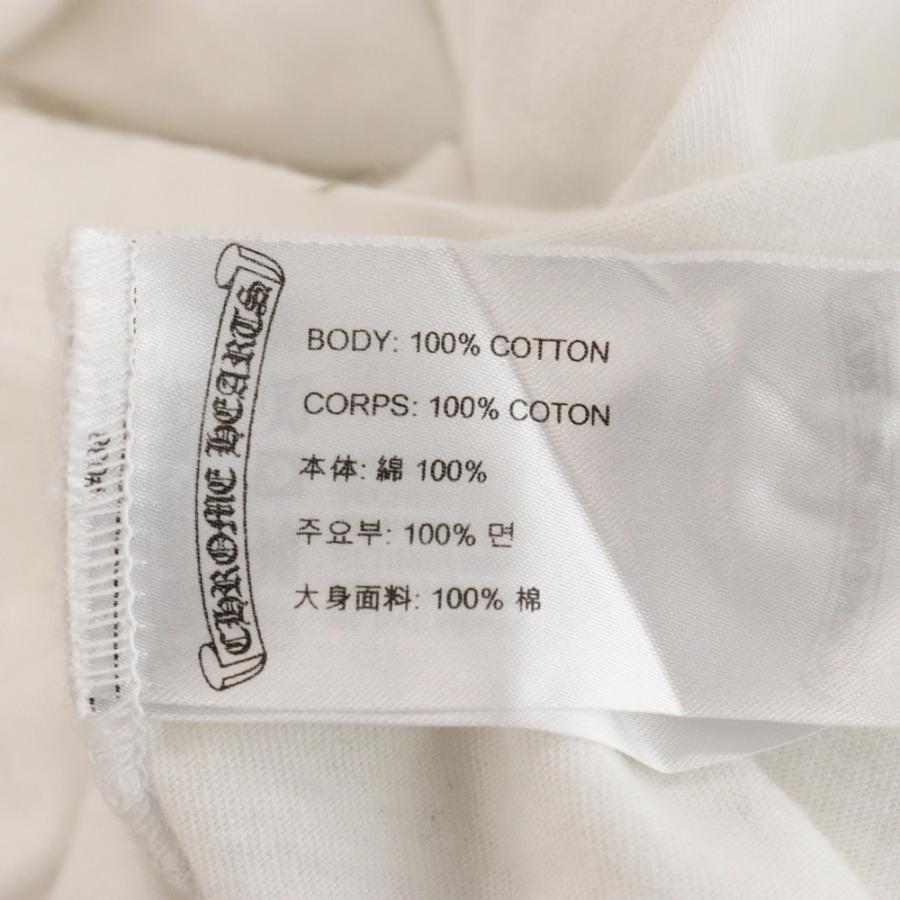 CHROME HEARTS
BODY: 100% COTTON
CORPS: 100% COTON
本体: 綿 100%
주요부: 100% 면
大身面料: 100% 棉